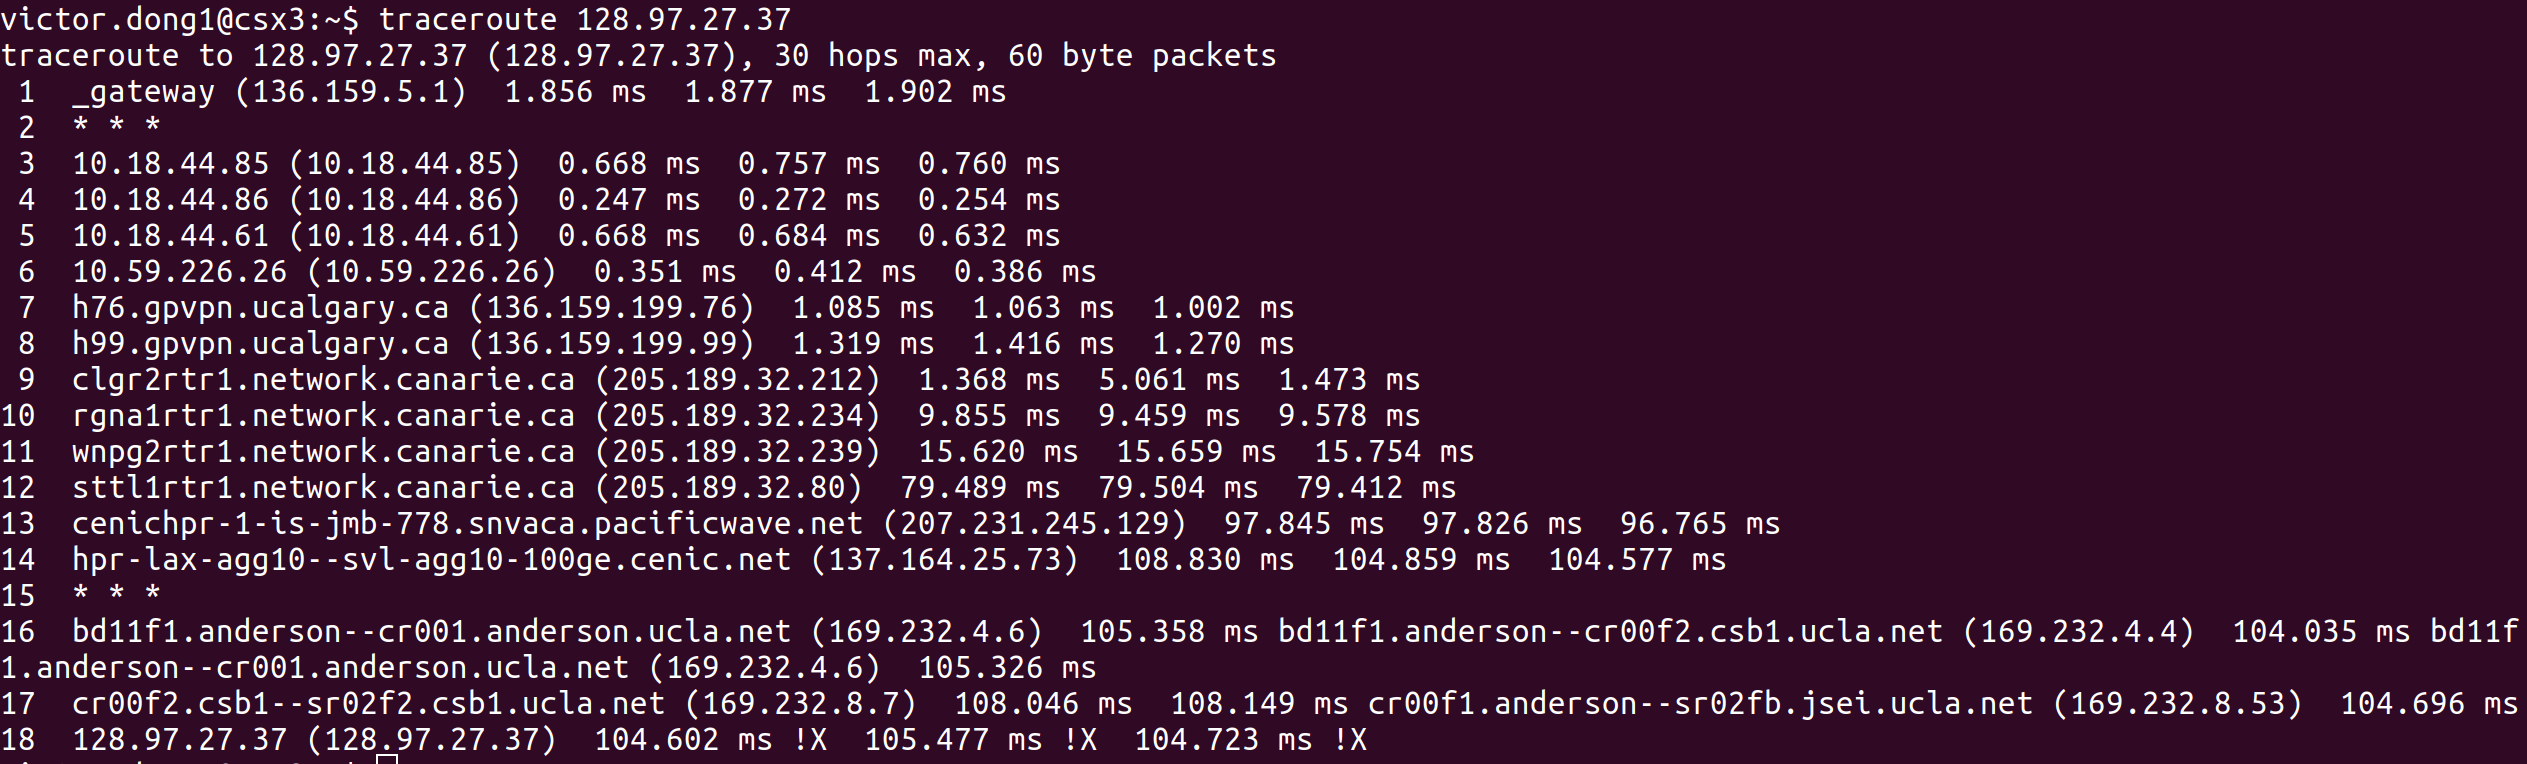 victor.dong1@csx3:~$ traceroute 128.97.27.37
traceroute to 128.97.27.37 (128.97.27.37), 30 hops max, 60 byte packets
 1  _gateway (136.159.5.1)  1.856 ms  1.877 ms  1.902 ms
 2  * * *
 3  10.18.44.85 (10.18.44.85)  0.668 ms  0.757 ms  0.760 ms
 4  10.18.44.86 (10.18.44.86)  0.247 ms  0.272 ms  0.254 ms
 5  10.18.44.61 (10.18.44.61)  0.668 ms  0.684 ms  0.632 ms
 6  10.59.226.26 (10.59.226.26)  0.351 ms  0.412 ms  0.386 ms
 7  h76.gpvpn.ucalgary.ca (136.159.199.76)  1.085 ms  1.063 ms  1.002 ms
 8  h99.gpvpn.ucalgary.ca (136.159.199.99)  1.319 ms  1.416 ms  1.270 ms
 9  clgr2rtr1.network.canarie.ca (205.189.32.212)  1.368 ms  5.061 ms  1.473 ms
10  rgna1rtr1.network.canarie.ca (205.189.32.234)  9.855 ms  9.459 ms  9.578 ms
11  wnpg2rtr1.network.canarie.ca (205.189.32.239)  15.620 ms  15.659 ms  15.754 ms
12  sttl1rtr1.network.canarie.ca (205.189.32.80)  79.489 ms  79.504 ms  79.412 ms
13  cenichpr-1-is-jmb-778.snvaca.pacificwave.net (207.231.245.129)  97.845 ms  97.826 ms  96.765 ms
14  hpr-lax-agg10--svl-agg10-100ge.cenic.net (137.164.25.73)  108.830 ms  104.859 ms  104.577 ms
15  * * *
16  bd11f1.anderson--cr001.anderson.ucla.net (169.232.4.6)  105.358 ms bd11f1.anderson--cr00f2.csb1.ucla.net (169.232.4.4)  104.035 ms bd11f
1.anderson--cr001.anderson.ucla.net (169.232.4.6)  105.326 ms
17  cr00f2.csb1--sr02f2.csb1.ucla.net (169.232.8.7)  108.046 ms  108.149 ms cr00f1.anderson--sr02fb.jsei.ucla.net (169.232.8.53)  104.696 ms
18  128.97.27.37 (128.97.27.37)  104.602 ms !X  105.477 ms !X  104.723 ms !X